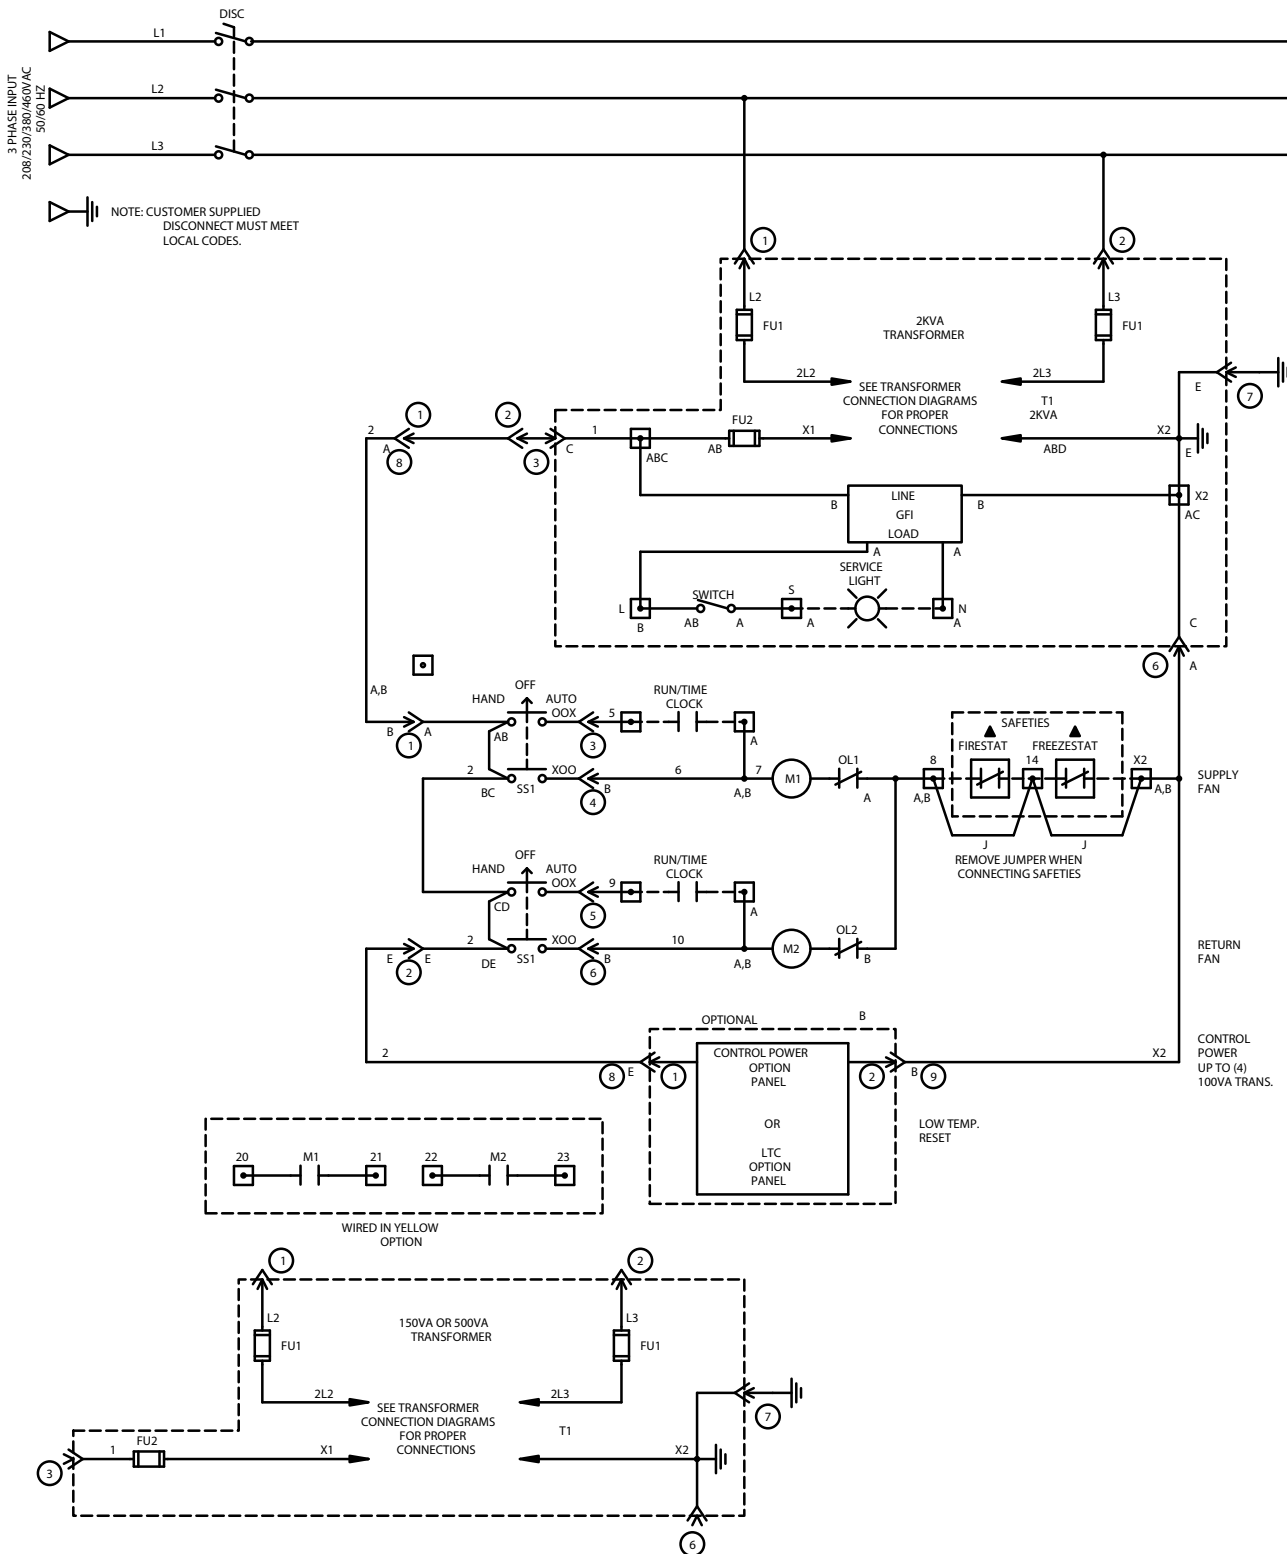 DISC
L1
L2
L3
3 PHASE INPUT
208/230/380/460VAC
50/60 HZ
NOTE: CUSTOMER SUPPLIED
DISCONNECT MUST MEET
LOCAL CODES.
1
2
L2
FU1
2KVA
TRANSFORMER
L3
FU1
2L2
SEE TRANSFORMER
CONNECTION DIAGRAMS
FOR PROPER
CONNECTIONS
2L3
T1
2KVA
E
7
2
A
1
8
2
3
C
1
ABC
FU2
AB
X1
ABD
X2
E
B
LINE
GFI
LOAD
B
X2
AC
A
A
SERVICE
LIGHT
L
B
SWITCH
AB
A
S
A
N
A
C
6
A
A,B
B
A
1
HAND
OFF
AUTO
OOX
AB
5
3
RUN/TIME
CLOCK
A
2
BC
SS1
XOO
B
4
6
A,B
7
M1
OL1
A
SAFETIES
FIRESTAT
FREEZESTAT
8
A,B
14
X2
A,B
J
J
REMOVE JUMPER WHEN
CONNECTING SAFETIES
SUPPLY
FAN
HAND
OFF
AUTO
OOX
CD
9
5
RUN/TIME
CLOCK
A
E
E
2
2
DE
SS1
XOO
B
6
10
A,B
M2
OL2
B
RETURN
FAN
2
8
E
1
OPTIONAL
B
CONTROL POWER
OPTION
PANEL
OR
LTC
OPTION
PANEL
2
B
9
X2
CONTROL
POWER
UP TO (4)
100VA TRANS.
LOW TEMP.
RESET
20
M1
21
22
M2
23
WIRED IN YELLOW
OPTION
1
2
L2
FU1
150VA OR 500VA
TRANSFORMER
L3
FU1
2L2
SEE TRANSFORMER
CONNECTION DIAGRAMS
FOR PROPER
CONNECTIONS
2L3
T1
7
3
1
FU2
X1
X2
6